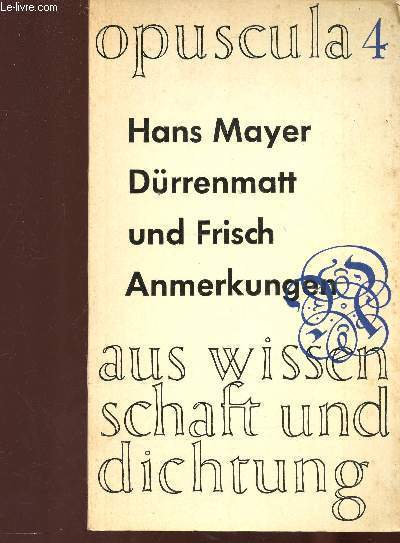 Le-livre.com
opuscula 4
Hans Mayer
Dürrenmatt
und Frisch
Anmerkungen
aus wissen
schaft und
dichtung